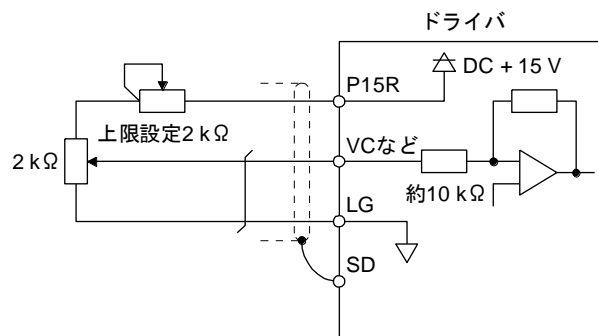 ドライバ
P15R
DC + 15 V
上限設定2 kΩ
VCなど
2 kΩ
約10 kΩ
LG
SD